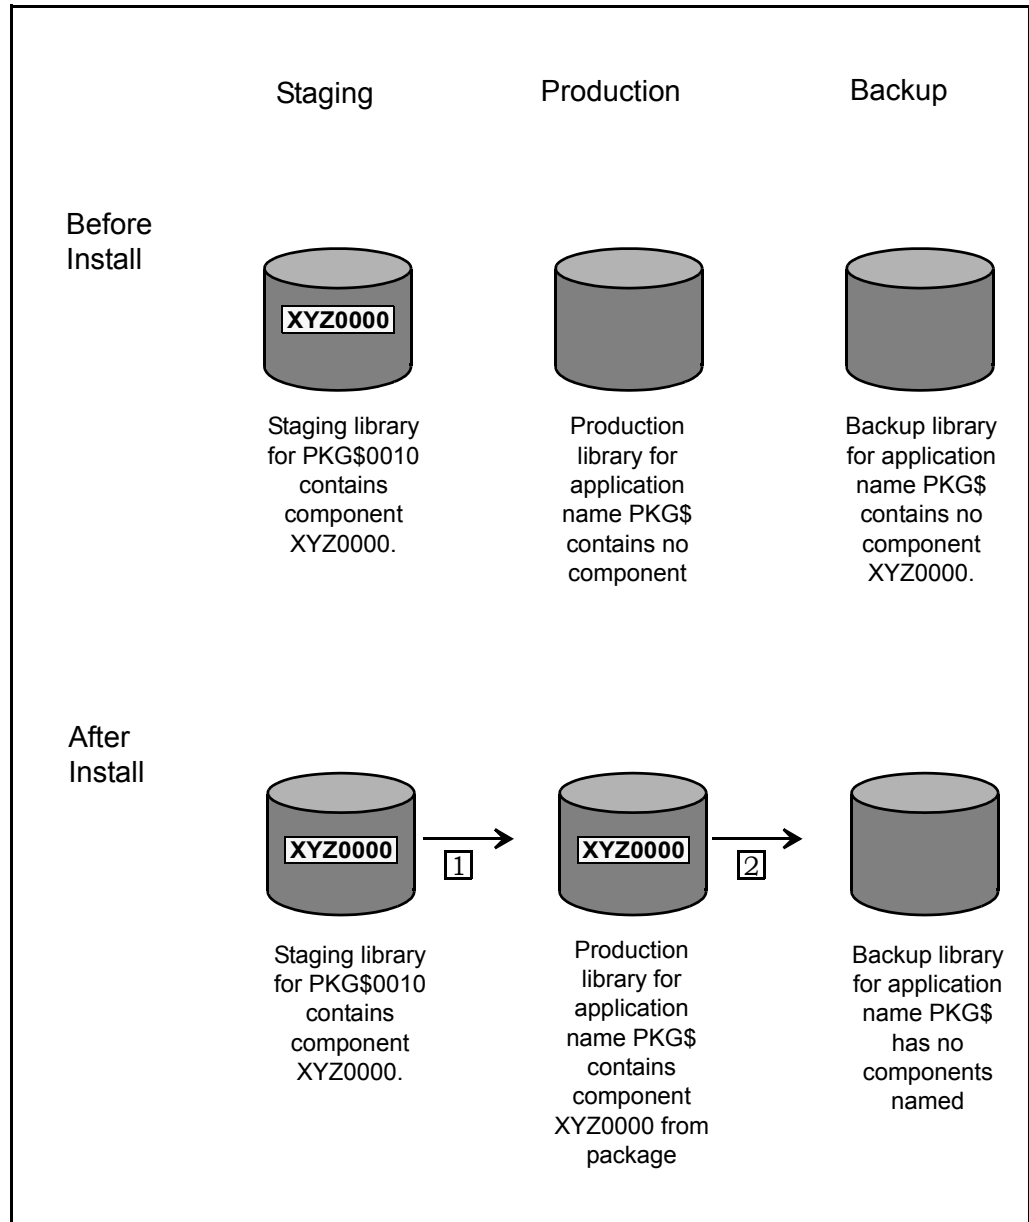 Staging
Production
Backup
Before
Install
XYZ0000
Staging library
for PKG$0010
contains
component
XYZ0000.
Production
library for
application
name PKG$
contains no
component
Backup library
for application
name PKG$
contains no
component
XYZ0000.
After
Install
XYZ0000
1
XYZ0000
2
Staging library
for PKG$0010
contains
component
XYZ0000.
Production
library for
application
name PKG$
contains
component
XYZ0000 from
package
Backup library
for application
name PKG$
has no
components
named